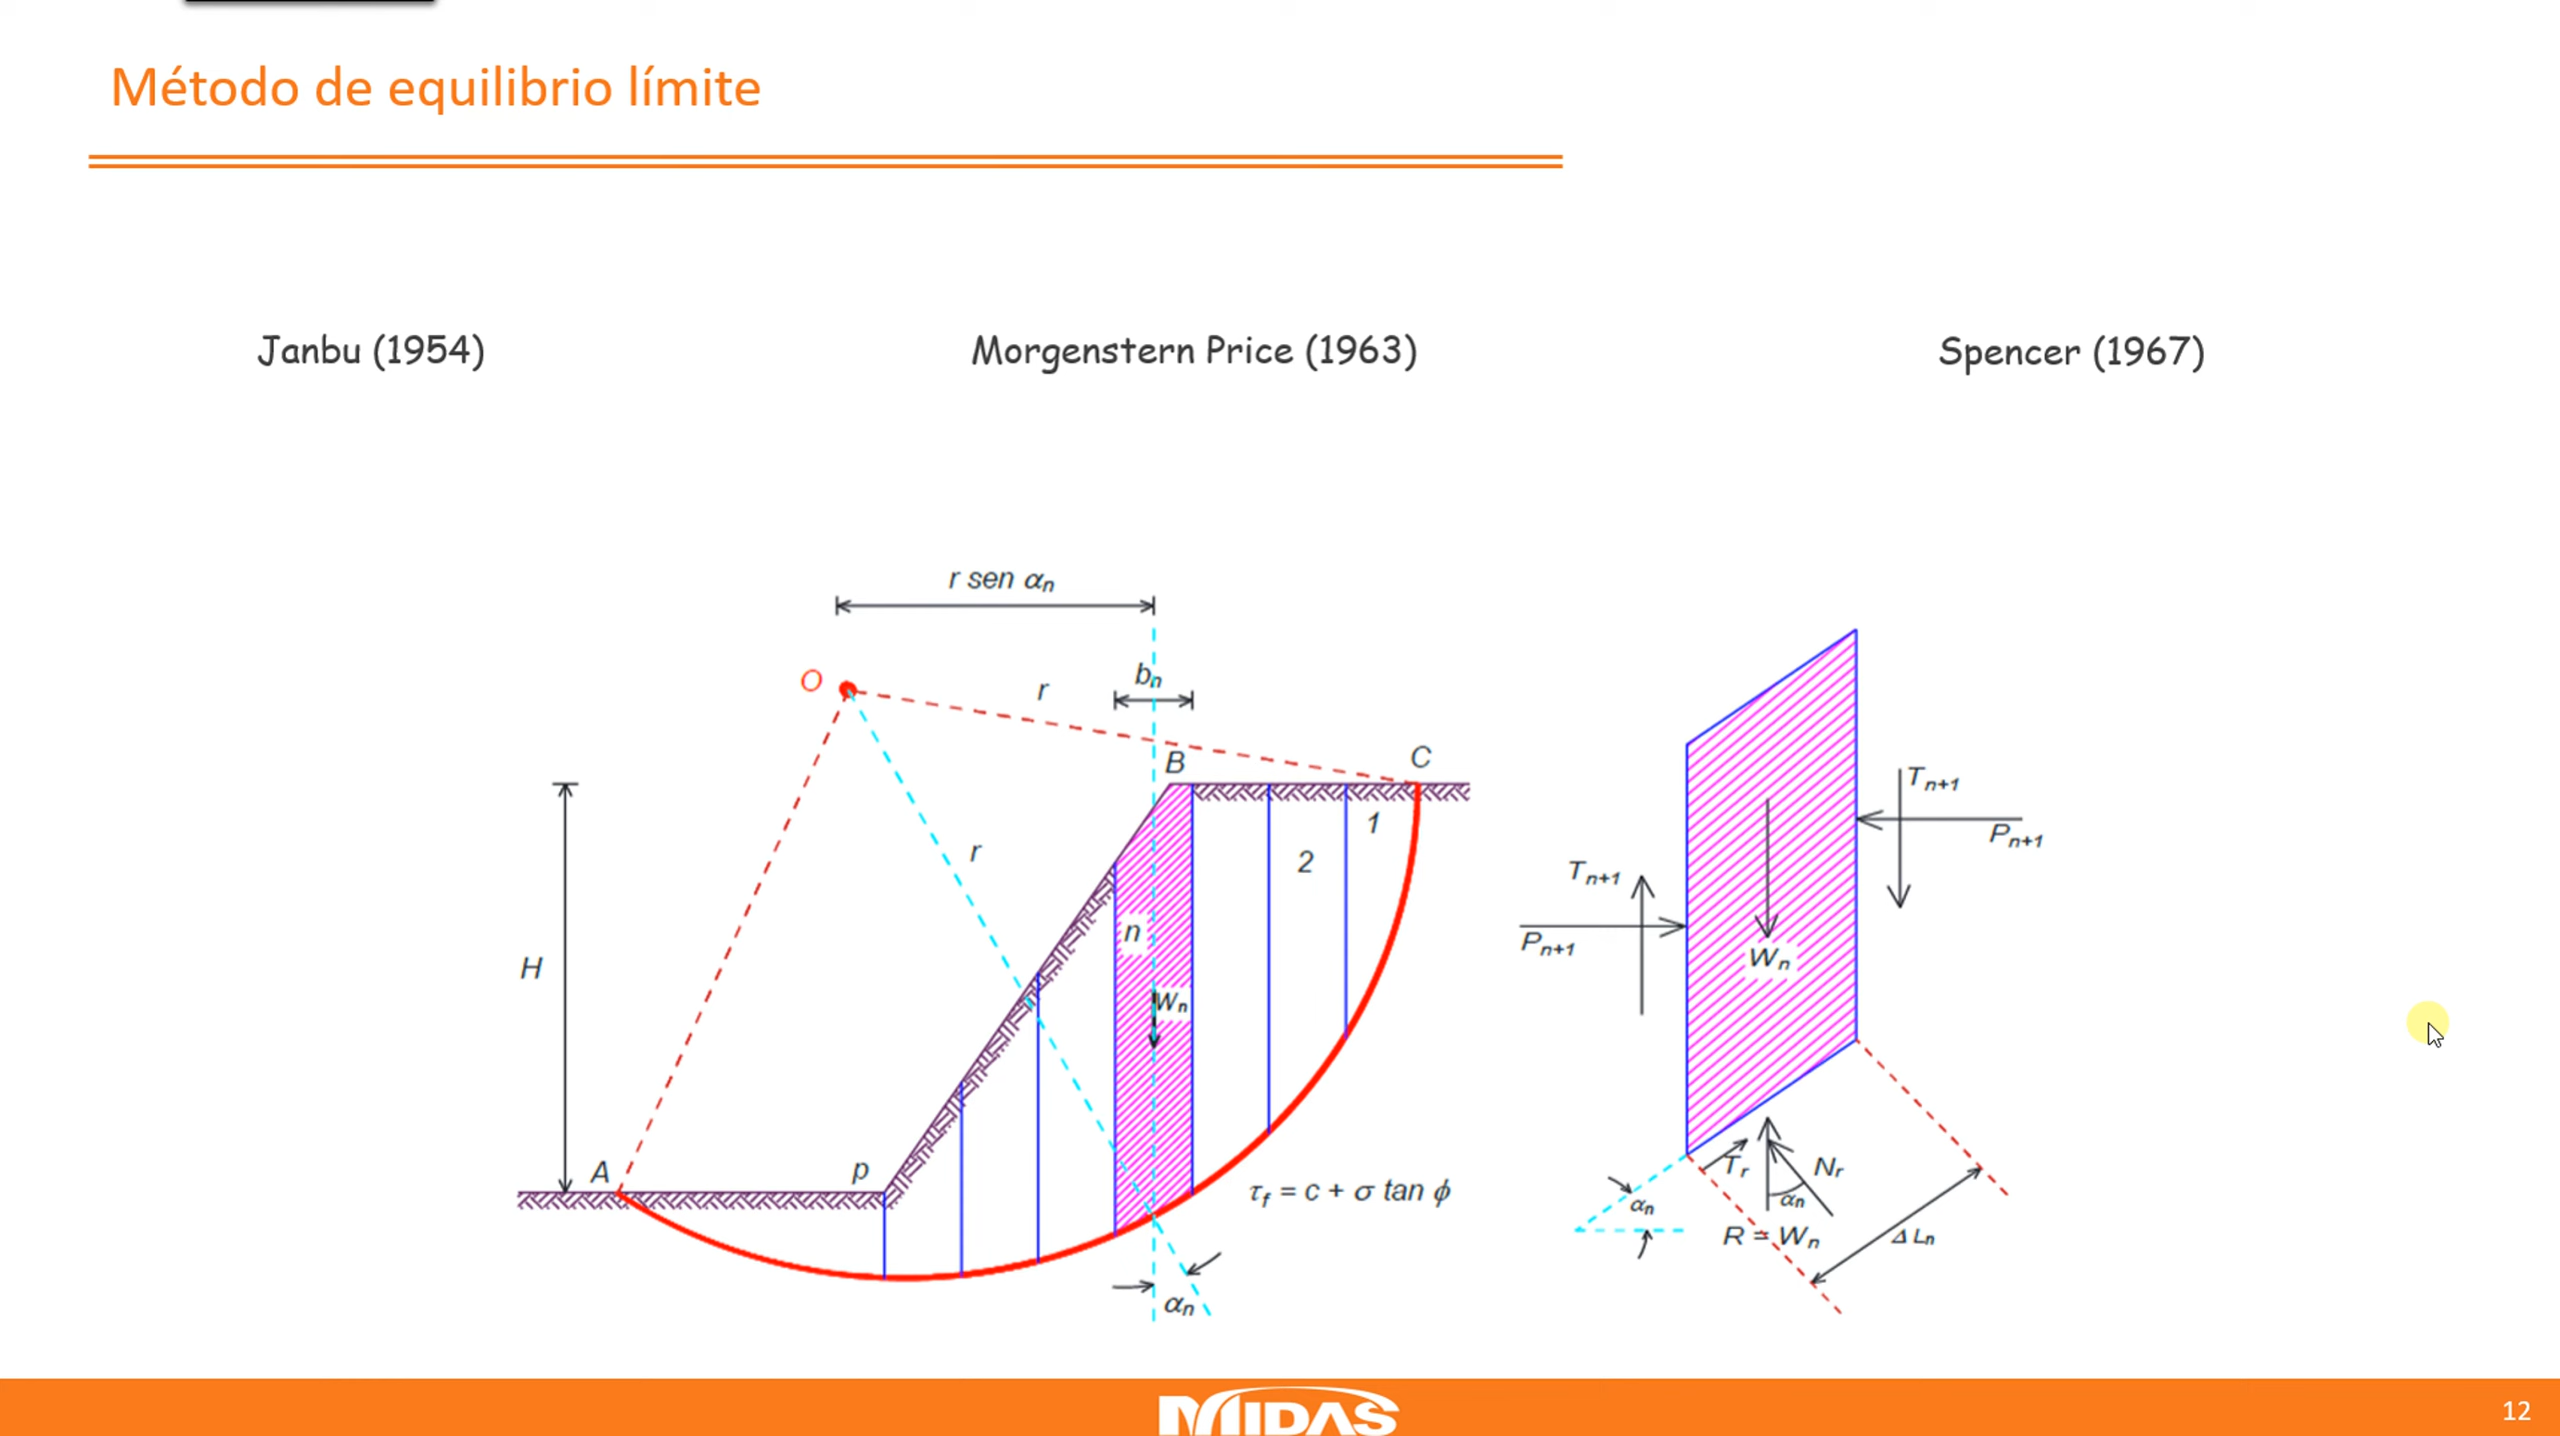 Método de equilibrio límite
Janbu (1954)
Morgenstern Price (1963)
Spencer (1967)
r sen αn
O
r
bn
B
C
1
2
r
n
Wn
H
A
p
τf = c + σ tan ϕ
αn
Tn+1
Pn+1
Tn+1
Pn+1
Wn
Tr
Nr
αn
αn
R = Wn
Δ Ln
MIDAS
12